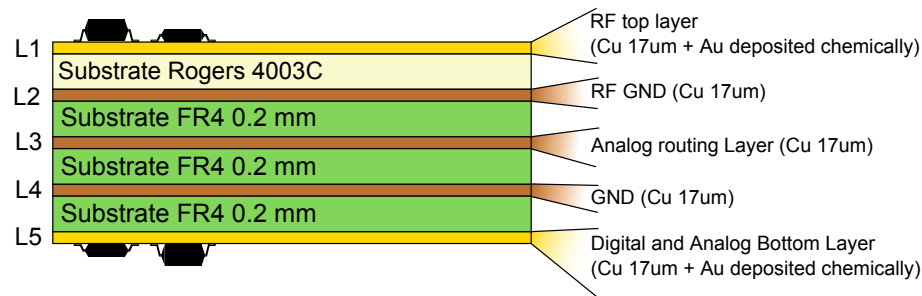 RF top layer
(Cu 17um + Au deposited chemically)
L1
Substrate Rogers 4003C
L2
RF GND (Cu 17um)
Substrate FR4 0.2 mm
L3
Analog routing Layer (Cu 17um)
Substrate FR4 0.2 mm
L4
GND (Cu 17um)
Substrate FR4 0.2 mm
L5
Digital and Analog Bottom Layer
(Cu 17um + Au deposited chemically)